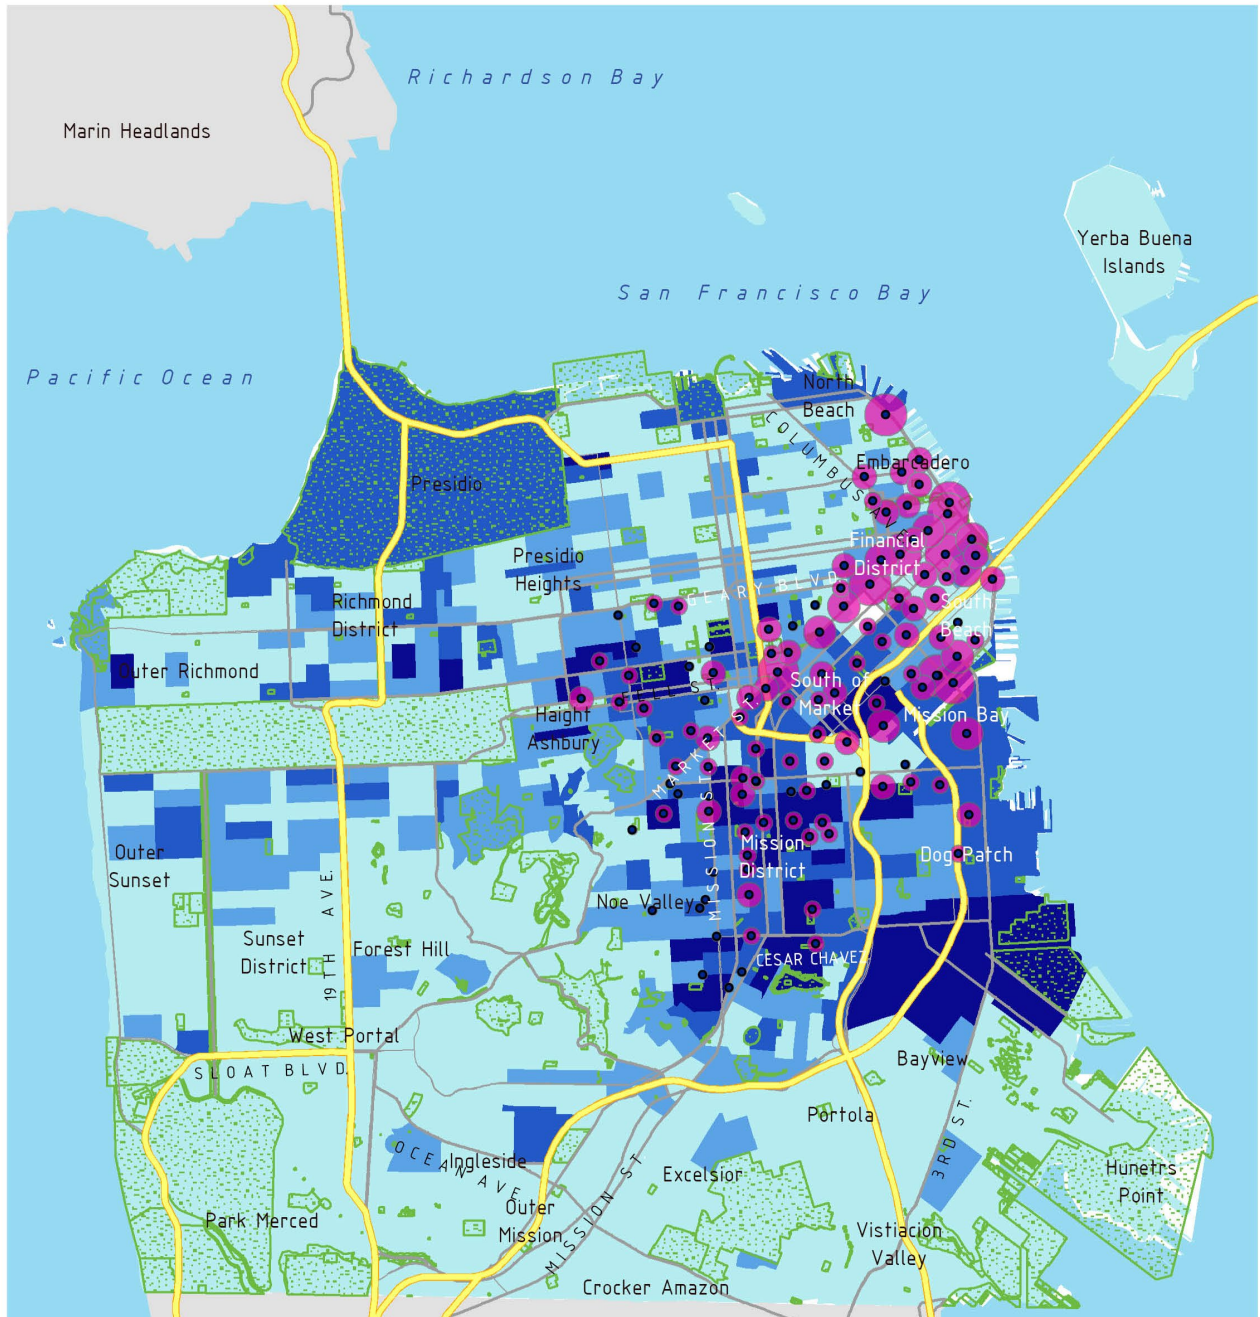 Richardson Bay
Marin Headlands
Yerba Buena
Islands
San Francisco Bay
Pacific Ocean
North
Beach
COLUMBUS AVE
Embarcadero
Presidio
Financial
District
Presidio
Heights
GEARY BLVD.
Richmond
District
South
Beach
Outer Richmond
FELL ST.
South of
Market
Haight
Ashbury
Mission Bay
MARKET ST.
MISSION ST.
Mission
District
Dog Patch
Outer
Sunset
Noe Valley
19TH AVE.
Sunset
District
Forest Hill
CESAR CHAVEZ
West Portal
SLOAT BLVD.
Bayview
Portola
3RD ST.
OCEAN AVE
Ingleside
Excelsior
Hunetrs
Point
Park Merced
Outer
Mission
MISSION ST.
Vistiacion
Valley
Crocker Amazon